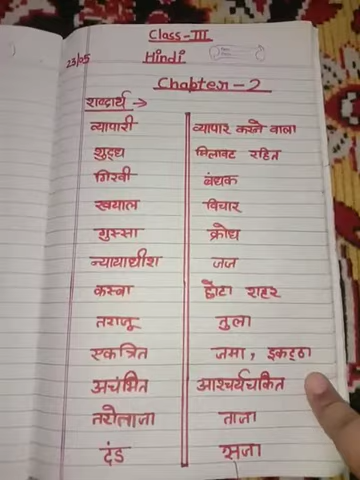 Class-III
23/05 Hindi
Chapter-2
शब्दार्थ →
व्यापारी व्यापार करने वाला
शुद्ध मिलावट रहित
गिरवी बंधक
खयाल विचार
गुस्सा क्रोध
न्यायाधीश जज
कस्बा छोटा शहर
तराजू तुला
एकत्रित जमा, इकट्ठा
अचंभित आश्चर्यचकित
तरोताजा ताजा
दंड सजा